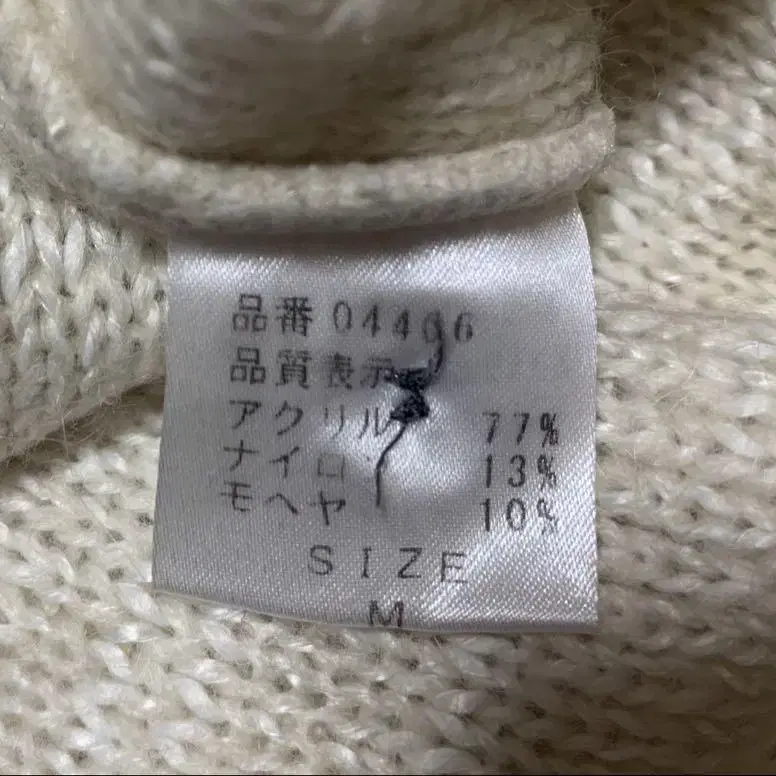 品番 04466
品質表示
アクリル 77%
ナイロン 13%
モヘヤ 10%
SIZE
M